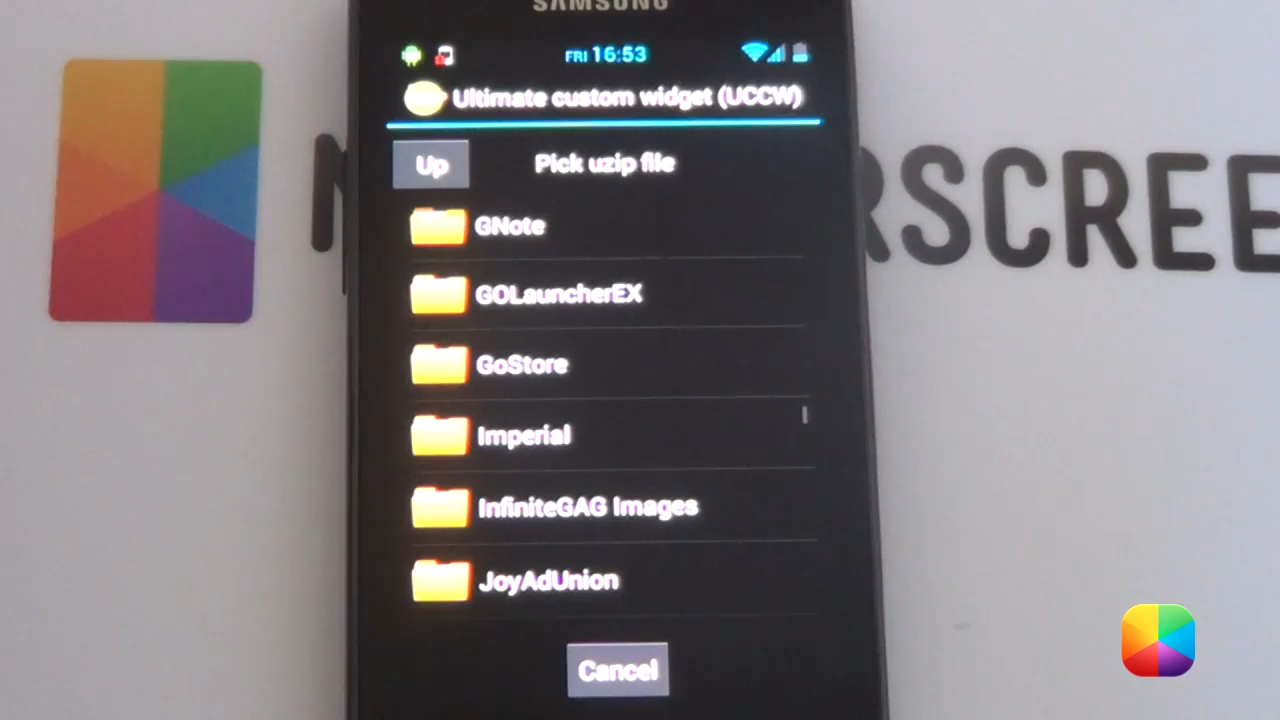 SAMSUNG
FRI 16:53
Ultimate custom widget (UCCW)
Up
Pick uzip file
GNote
GOLauncherEX
GoStore
Imperial
InfiniteGAG Images
JoyAdUnion
Cancel